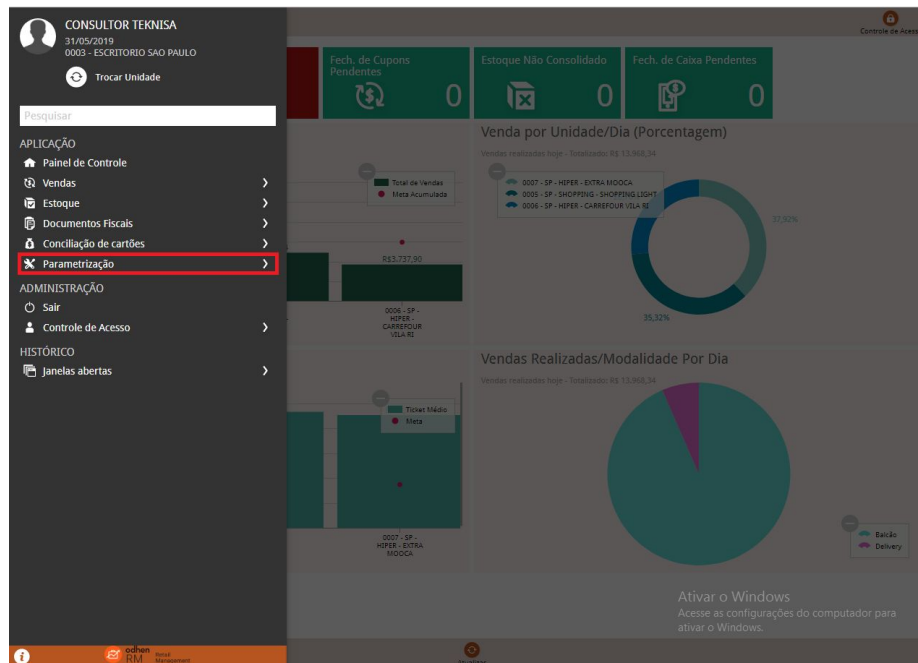 CONSULTOR TEKNISA
31/05/2019
0003 - ESCRITORIO SAO PAULO
Trocar Unidade
Pesquisar
APLICAÇÃO
Painel de Controle
Vendas
Estoque
Documentos Fiscais
Conciliação de cartões
Parametrização
ADMINISTRAÇÃO
Sair
Controle de Acesso
HISTÓRICO
Janelas abertas
odhen
RM
Retail
Management
Controle de Acess
Fech. de Cupons
Pendentes
0
Estoque Não Consolidado
0
Fech. de Caixa Pendentes
0
Total de Vendas
Meta Acumulada
R$3.737,90
0006 - SP -
HIPER -
CARREFOUR
VILA RI
Venda por Unidade/Dia (Porcentagem)
Vendas realizadas hoje - Totalizado: R$ 13.968,34
0007 - SP - HIPER - EXTRA MOOCA
0005 - SP - SHOPPING - SHOPPING LIGHT
0006 - SP - HIPER - CARREFOUR VILA RI
37,92%
35,32%
Ticket Médio
Meta
0007 - SP -
HIPER - EXTRA
MOOCA
Vendas Realizadas/Modalidade Por Dia
Vendas realizadas hoje - Totalizado: R$ 13.968,34
Balcão
Delivery
Ativar o Windows
Acesse as configurações do computador para
ativar o Windows.